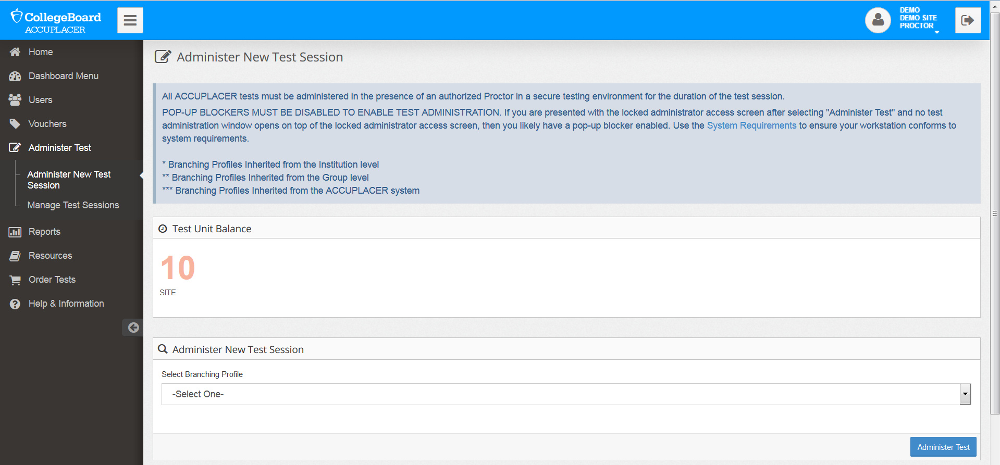 CollegeBoard
ACCUPLACER
DEMO
DEMO SITE
PROCTOR
Home
Dashboard Menu
Users
Vouchers
Administer Test
Administer New Test
Session
Manage Test Sessions
Reports
Resources
Order Tests
Help & Information
Administer New Test Session
All ACCUPLACER tests must be administered in the presence of an authorized Proctor in a secure testing environment for the duration of the test session.
POP-UP BLOCKERS MUST BE DISABLED TO ENABLE TEST ADMINISTRATION. If you are presented with the locked administrator access screen after selecting "Administer Test" and no test
administration window opens on top of the locked administrator access screen, then you likely have a pop-up blocker enabled. Use the System Requirements to ensure your workstation conforms to
system requirements.
* Branching Profiles Inherited from the Institution level
** Branching Profiles Inherited from the Group level
*** Branching Profiles Inherited from the ACCUPLACER system
Test Unit Balance
10
SITE
Administer New Test Session
Select Branching Profile
-Select One-
Administer Test